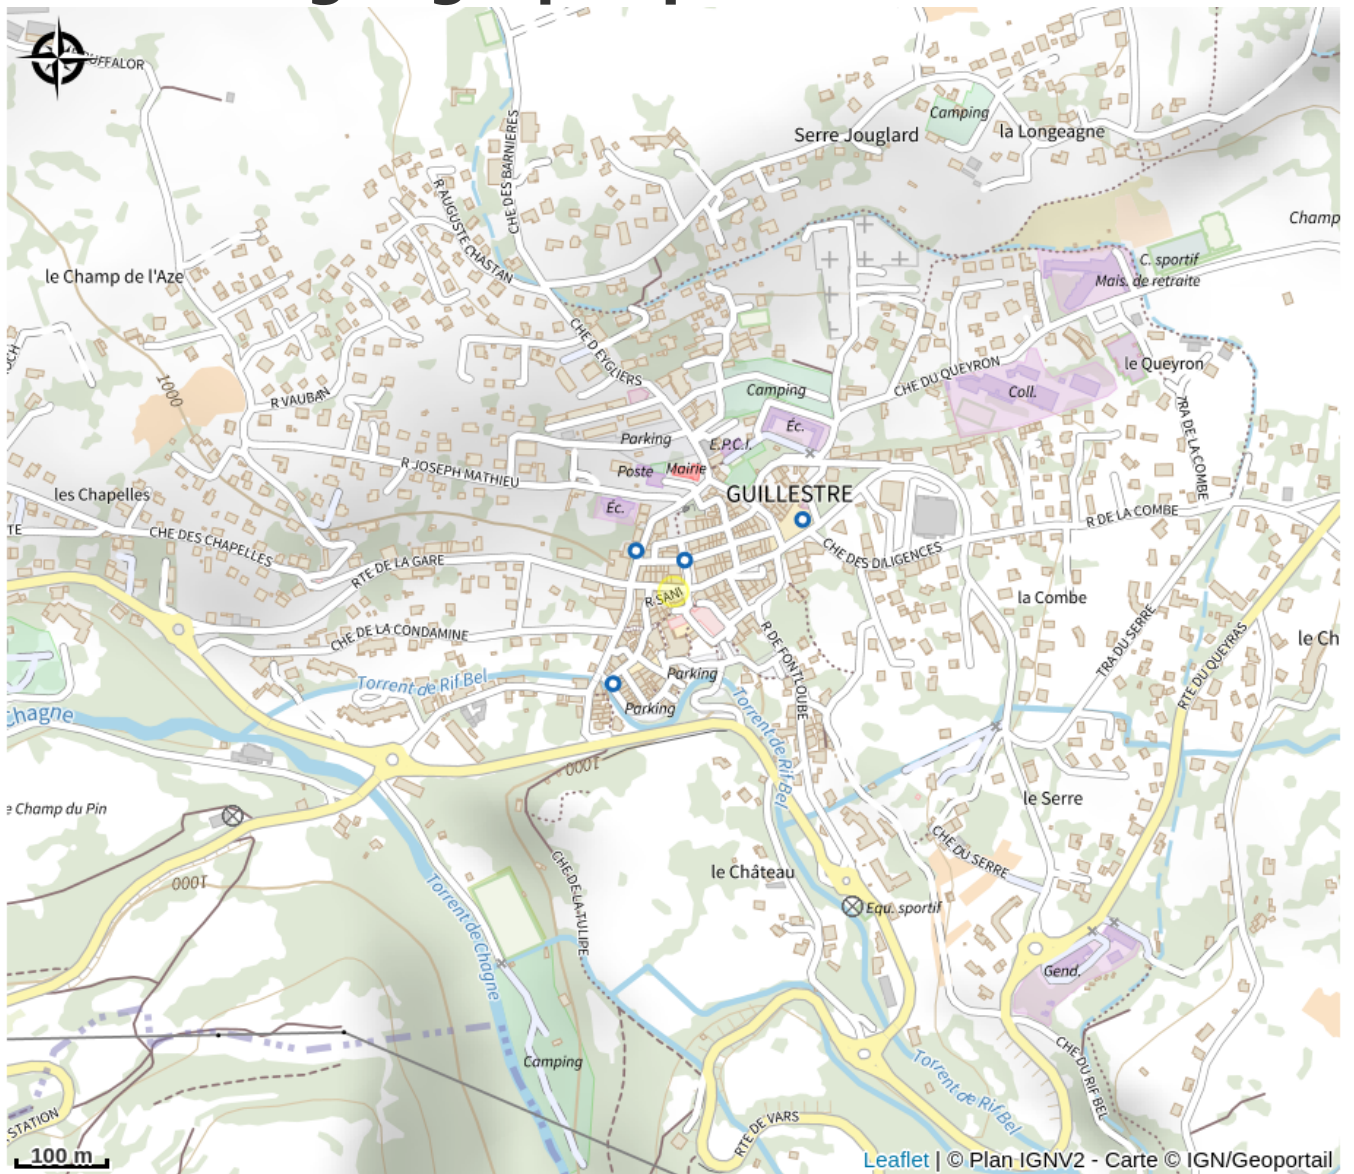 UFFALOR
Camping
Serre Jouglard
la Longeagne
CHE DES BARNIERES
R AUGUSTE CHASTAN
Champ
le Champ de l'Aze
C. sportif
Mais. de retraite
CHE D EYGLIERS
1000
R VAUBAN
Camping
CHE DU QUEYRON
Coll.
le Queyron
TRA DE LA COMBE
Éc.
Parking
E.P.C.I.
R JOSEPH MATHIEU
Poste
Mairie
les Chapelles
Éc.
GUILLESTRE
R DE LA COMBE
TE
CHE DES CHAPELLES
RTE DE LA GARE
CHE DES DILIGENCES
R SANI
la Combe
CHE DE LA CONDAMINE
R DE FONT LOUBE
TRA DU SERRE
RTE DU QUEYRAS
le Ch
Torrent de Rif Bel
Parking
Parking
Chagne
Torrent de Rif Bel
1000
e Champ du Pin
le Serre
CHE DU SERRE
1000
CHE DE LA TULIPE
le Château
Torrent de Chagne
Equ. sportif
Gend.
Camping
CHE DU RIF BEL
Torrent de Rif Bel
STATION
RTE DE VARS
100 m
Leaflet | © Plan IGNV2 - Carte © IGN/Geoportail